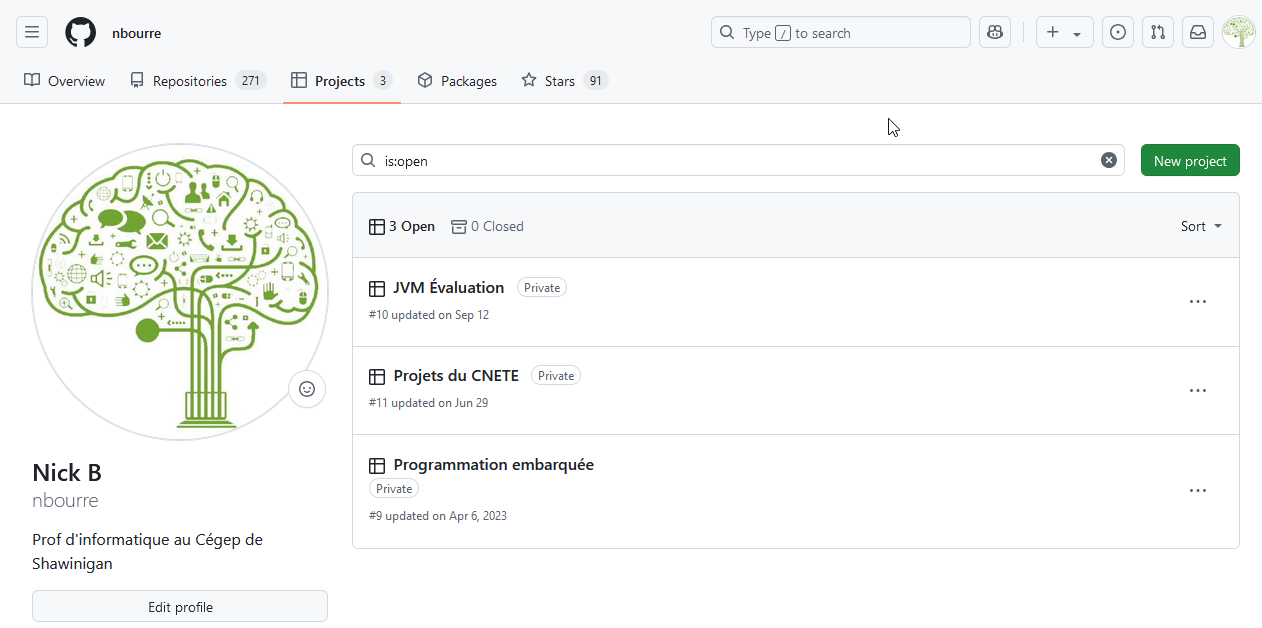 nbourre
Type / to search
Overview
Repositories 271
Projects 3
Packages
Stars 91
is:open
New project
3 Open
0 Closed
Sort
JVM Évaluation Private
#10 updated on Sep 12
Projets du CNETE Private
#11 updated on Jun 29
Programmation embarquée
Private
#9 updated on Apr 6, 2023
Nick B
nbourre
Prof d'informatique au Cégep de
Shawinigan
Edit profile